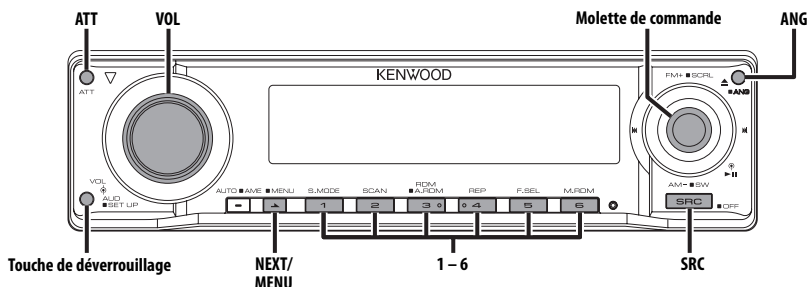 ATT
VOL
Molette de commande
ANG
KENWOOD
FM+ ■ SCRL
ATT
■ ANG
VOL
AUD
■ SET UP
AUTO ■ AME
■ MENU
S.MODE
SCAN
RDM
■ A.RDM
REP
F.SEL
M.RDM
AM– ■ SW
1
2
3
4
5
6
SRC
■ OFF
Touche de déverrouillage
NEXT/
MENU
1 – 6
SRC